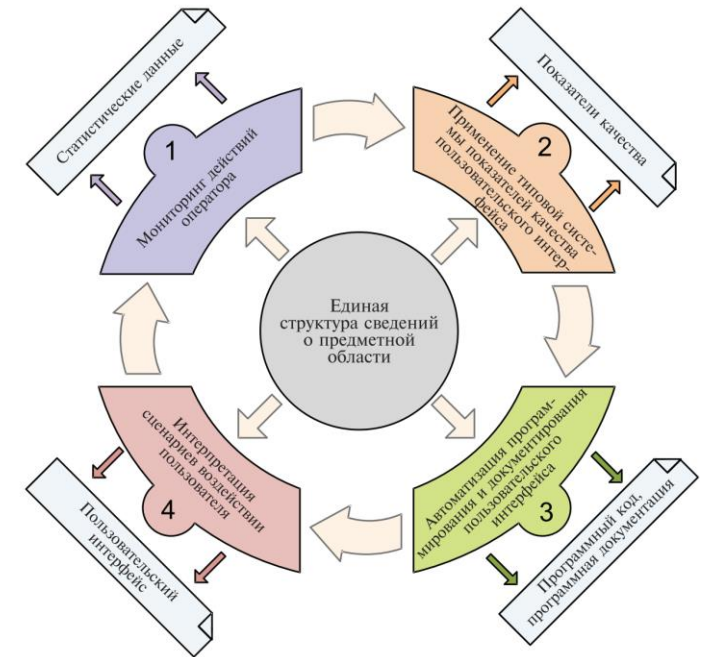 Статистические данные
1
Мониторинг действий
оператора
Показатели качества
2
Применение типовой систе-
мы показателей качества
пользовательского интер-
фейса
Единая
структура сведений
о предметной
области
Автоматизация програм-
мирования и документирования
пользовательского
интерфейса
3
Программный код,
программная документация
Интерпретация
сценариев воздействии
пользователя
4
Пользовательский
интерфейс